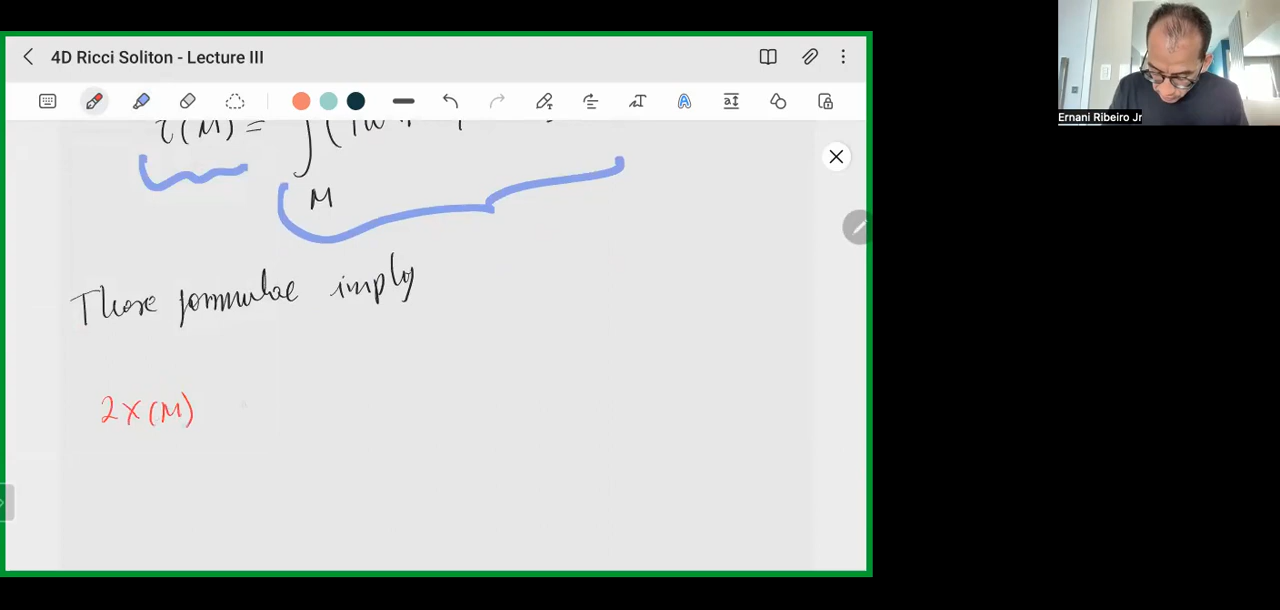 4D Ricci Soliton - Lecture III
τ(M) = ∫
M
These formulae imply
2χ(M)
Ernani Ribeiro Jr